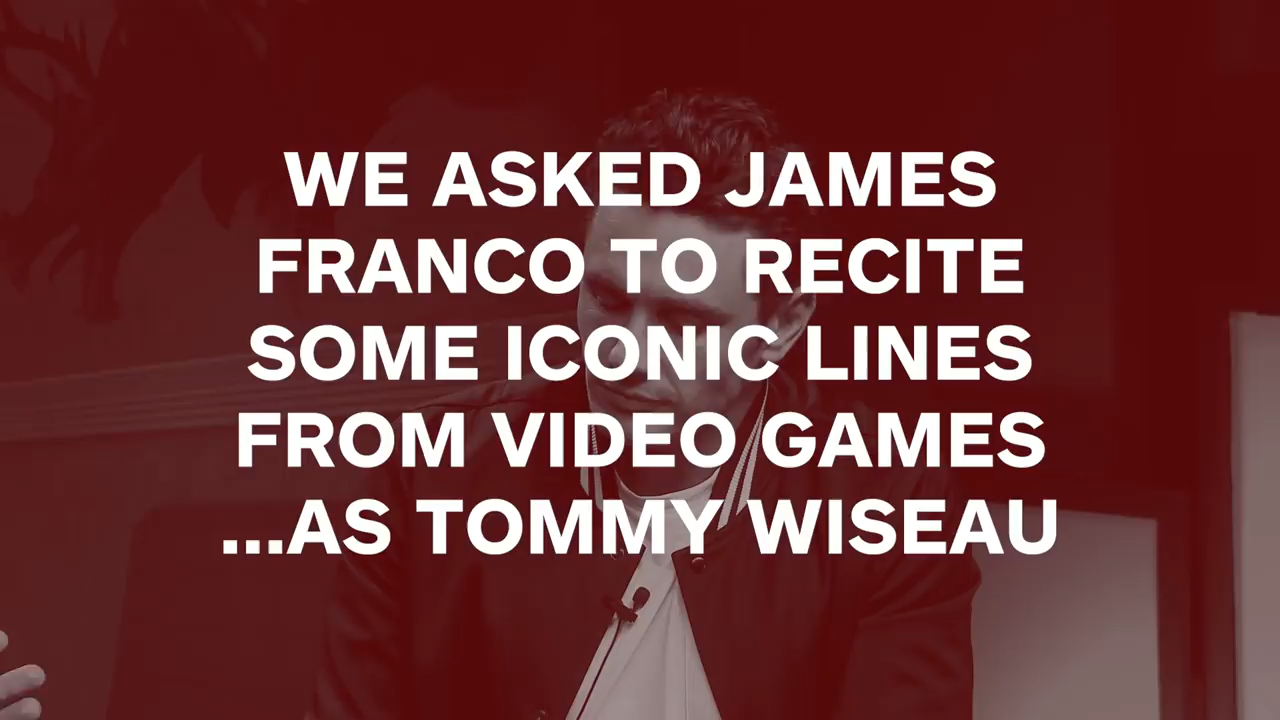 WE ASKED JAMES
FRANCO TO RECITE
SOME ICONIC LINES
FROM VIDEO GAMES
...AS TOMMY WISEAU